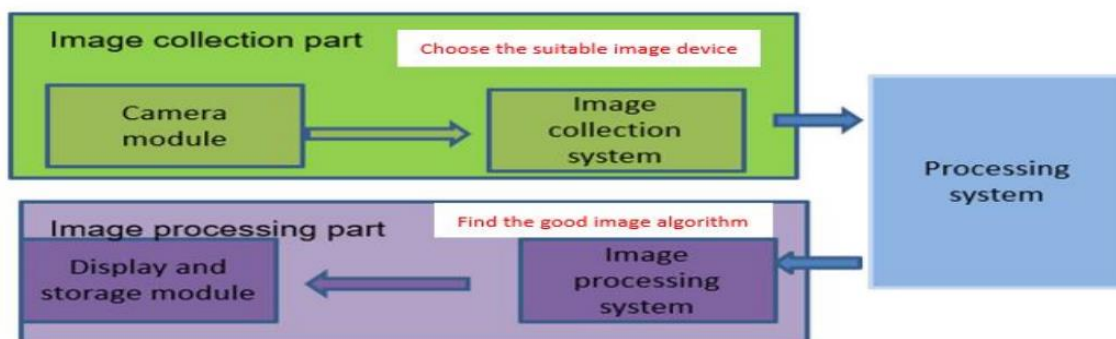 Image collection part
Choose the suitable image device
Camera
module
Image
collection
system
Processing
system
Image processing part
Find the good image algorithm
Display and
storage module
Image
processing
system